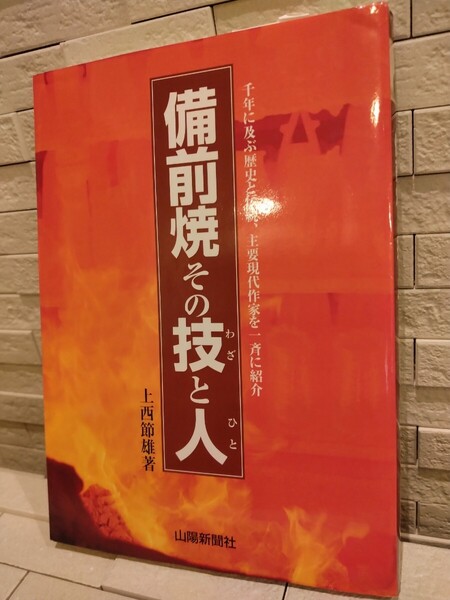 千年に及ぶ歴史と伝統、主要現代作家を一斉に紹介
備前焼その技と人
わざ
ひと
上西節雄著
山陽新聞社